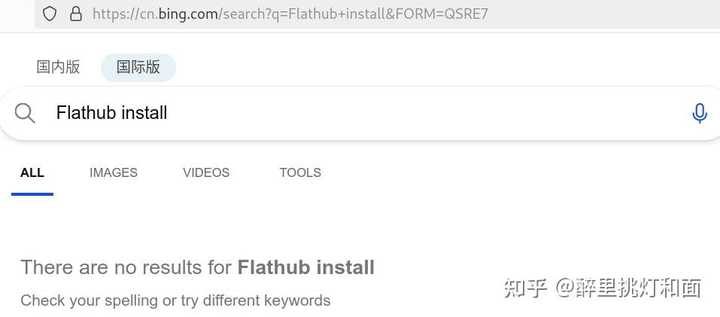 https://cn.bing.com/search?q=Flathub+install&FORM=QSRE7
国内版 国际版
Flathub install
ALL IMAGES VIDEOS TOOLS
There are no results for Flathub install
Check your spelling or try different keywords
知乎 @醉里挑灯和面